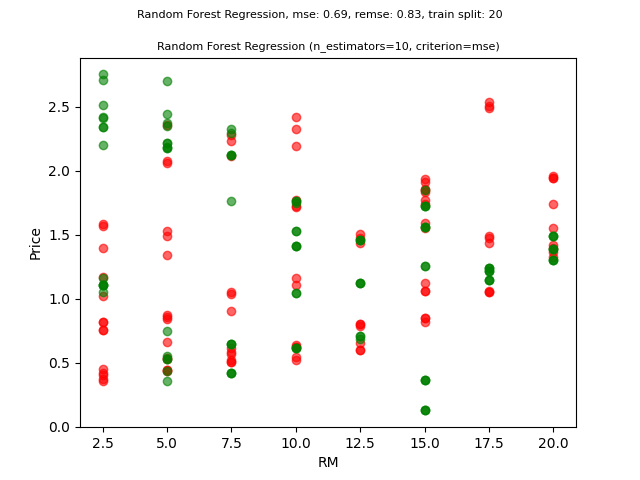 Random Forest Regression, mse: 0.69, remse: 0.83, train split: 20
Random Forest Regression (n_estimators=10, criterion=mse)
2.5
2.0
1.5
1.0
0.5
0.0
Price
2.5 5.0 7.5 10.0 12.5 15.0 17.5 20.0
RM